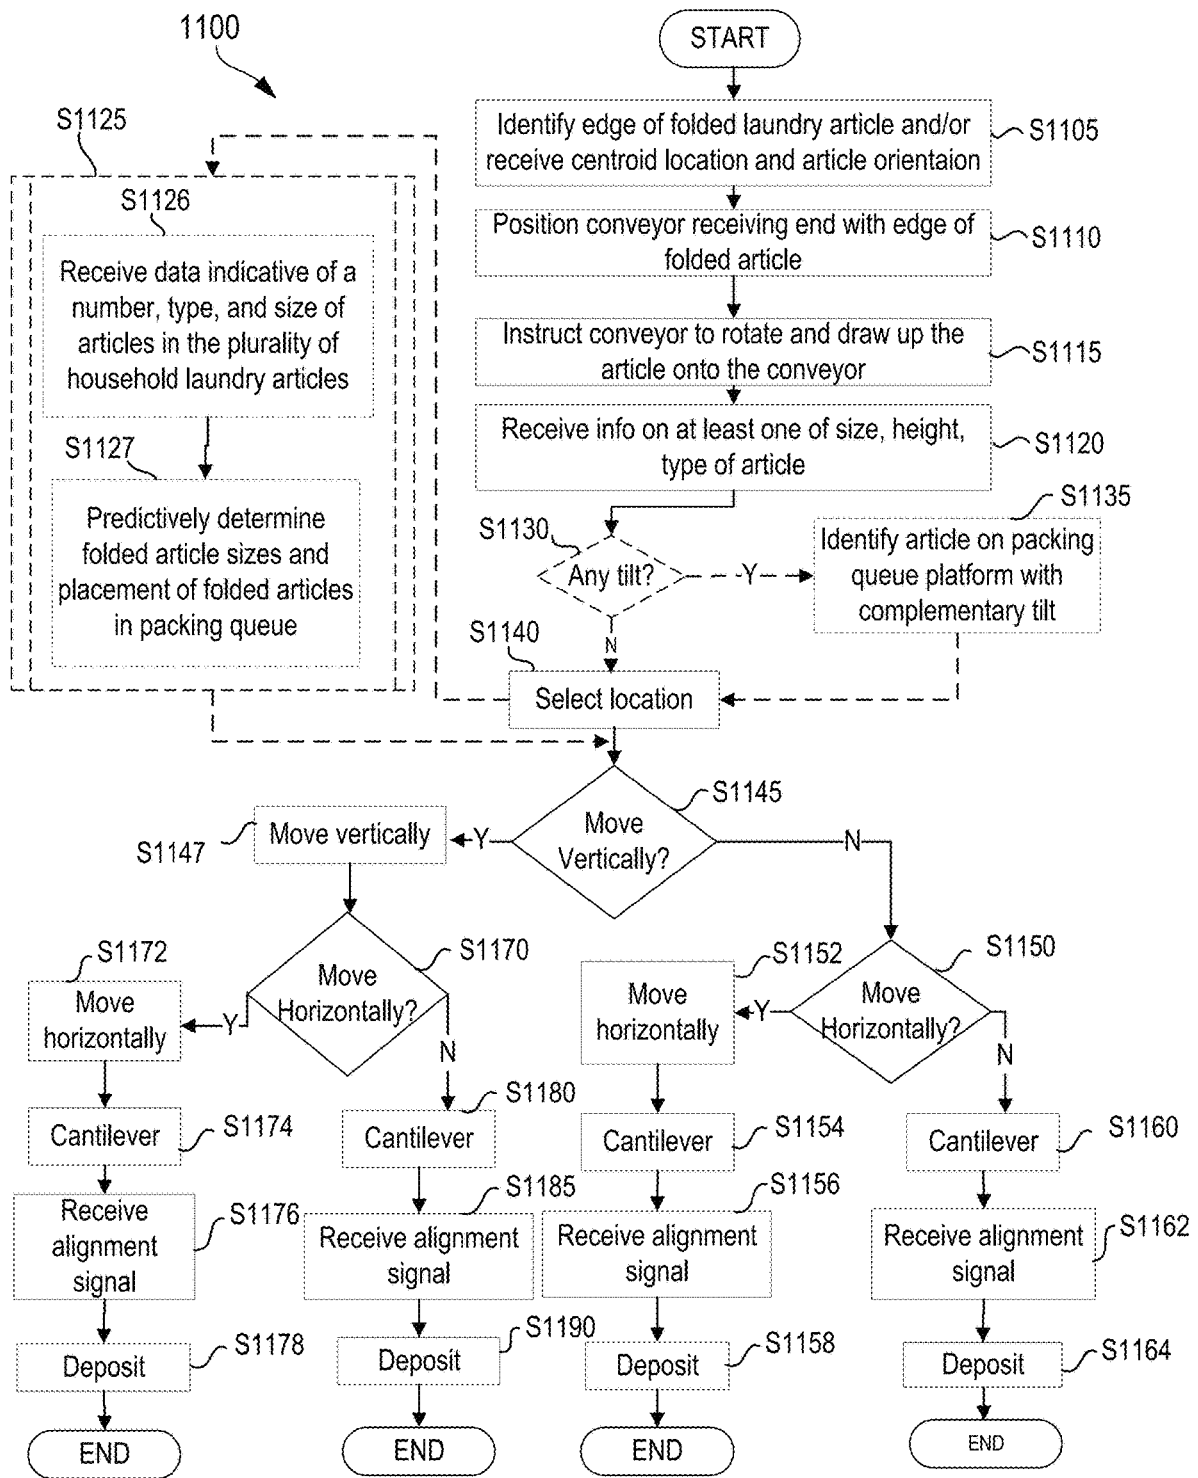 1100
START
Identify edge of folded laundry article and/or
receive centroid location and article orientaion
S1105
Position conveyor receiving end with edge of
folded article
S1110
Instruct conveyor to rotate and draw up the
article onto the conveyor
S1115
Receive info on at least one of size, height,
type of article
S1120
S1125
S1126
Receive data indicative of a
number, type, and size of
articles in the plurality of
household laundry articles
S1127
Predictively determine
folded article sizes and
placement of folded articles
in packing queue
S1130
Any tilt?
Y
N
S1135
Identify article on packing
queue platform with
complementary tilt
S1140
Select location
S1145
Move
Vertically?
Y
N
Move vertically
S1147
S1170
Move
Horizontally?
Y
N
S1172
Move
horizontally
Cantilever
S1174
Receive
alignment
signal
S1176
Deposit
S1178
END
S1180
Cantilever
S1185
Receive alignment
signal
S1190
Deposit
END
S1150
Move
Horizontally?
Y
N
S1152
Move
horizontally
Cantilever
S1154
S1156
Receive alignment
signal
Deposit
S1158
END
Cantilever
S1160
Receive alignment
signal
S1162
Deposit
S1164
END